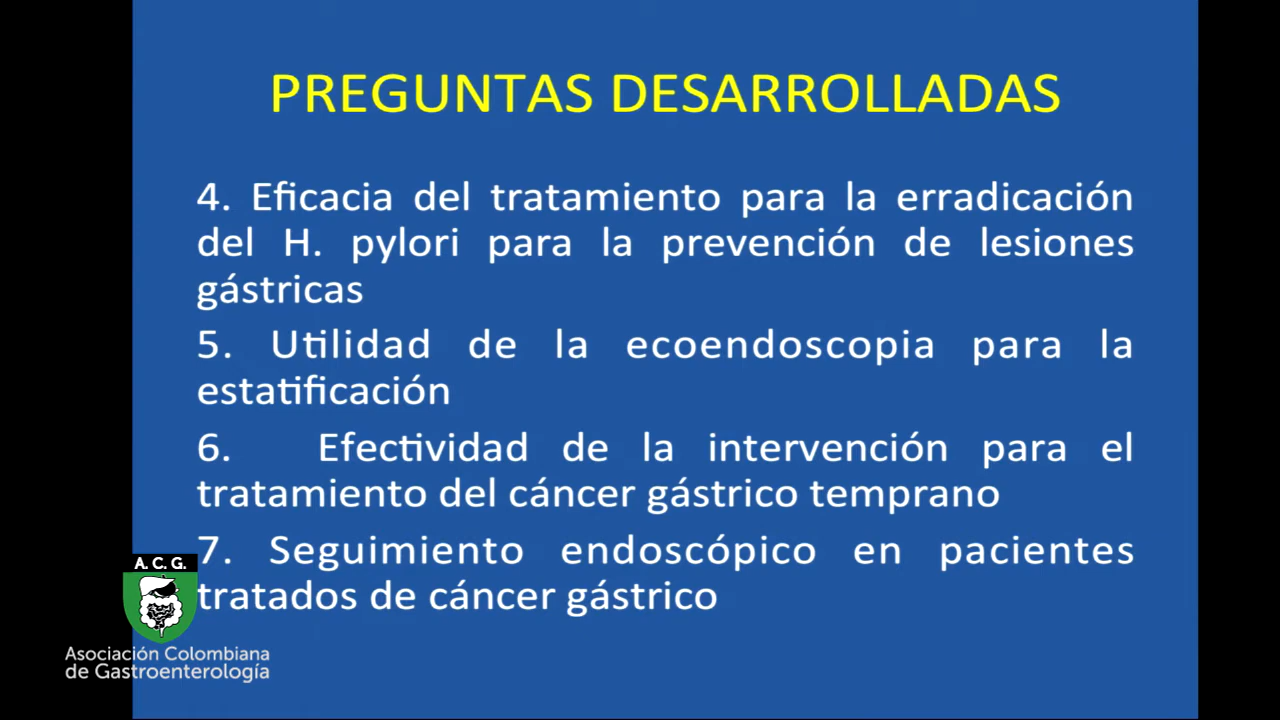 PREGUNTAS DESARROLLADAS
4. Eficacia del tratamiento para la erradicación
del H. pylori para la prevención de lesiones
gástricas
5. Utilidad de la ecoendoscopia para la
estatificación
6. Efectividad de la intervención para el
tratamiento del cáncer gástrico temprano
7. Seguimiento endoscópico en pacientes
tratados de cáncer gástrico
A. C. G.
Asociación Colombiana
de Gastroenterología